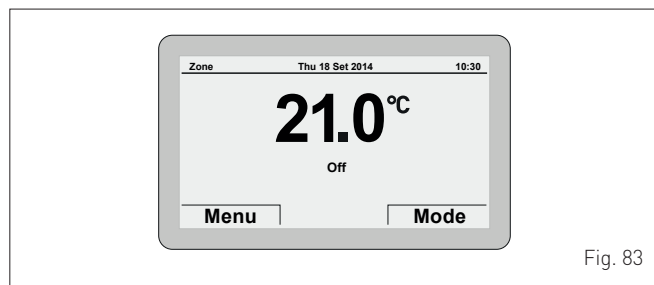 Zone Thu 18 Set 2014 10:30
21.0°C
Off
Menu Mode
Fig. 83